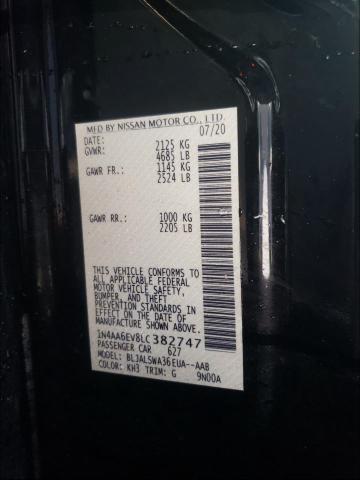 MFD BY NISSAN MOTOR CO., LTD.
DATE: 07/20
GVWR: 2125 KG
4685 LB
GAWR FR.: 1145 KG
2524 LB
GAWR RR.: 1000 KG
2205 LB
THIS VEHICLE CONFORMS TO
ALL APPLICABLE FEDERAL
MOTOR VEHICLE SAFETY,
BUMPER, AND THEFT
PREVENTION STANDARDS
IN EFFECT ON THE DATE OF
MANUFACTURE SHOWN ABOVE.
1N4AA6EV8LC382747
PASSENGER CAR 627
MODEL: BLJALSWA36EUA--AAB
COLOR: KH3 TRIM: G 9N00A